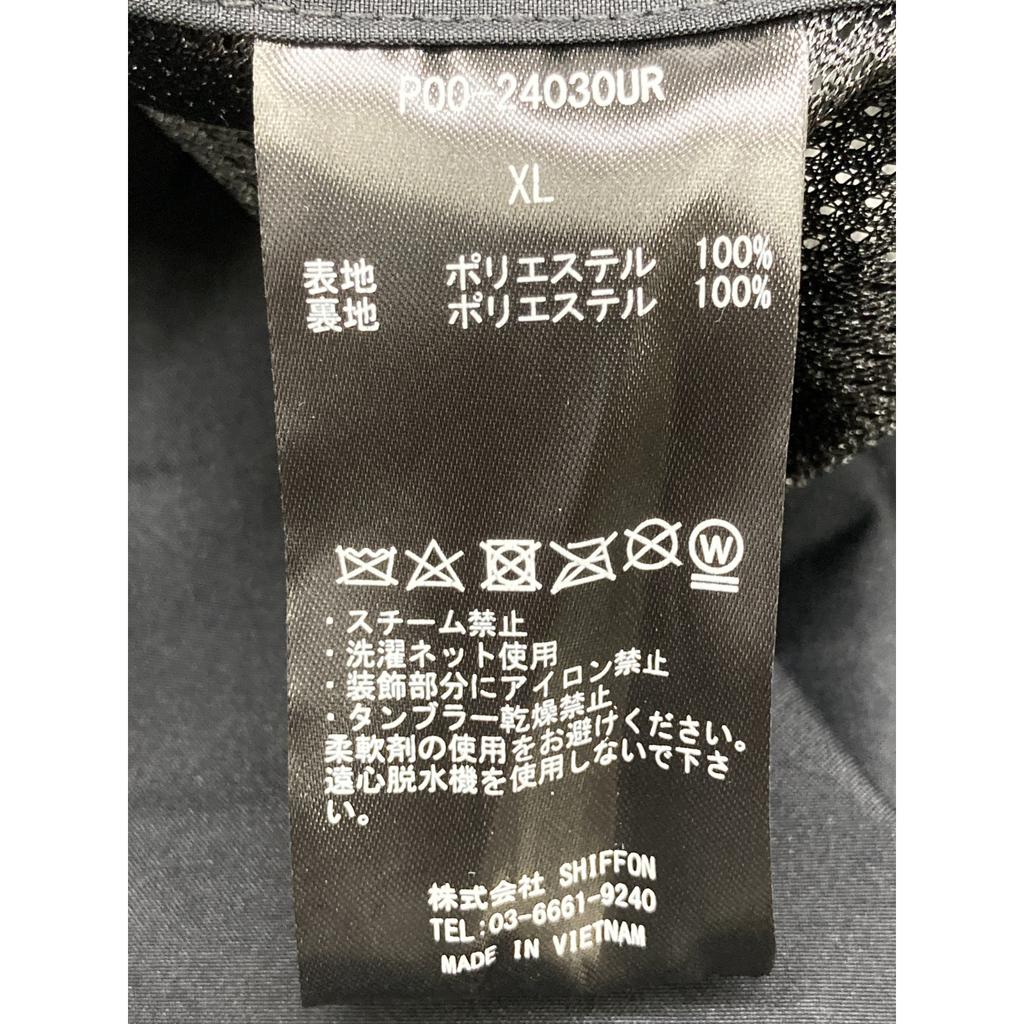 P00-24030UR
XL
表地 ポリエステル 100%
裏地 ポリエステル 100%
W
・スチーム禁止
・洗濯ネット使用
・装飾部分にアイロン禁止
・タンブラー乾燥禁止
柔軟剤の使用をお避けください。
遠心脱水機を使用しないで下さ
い。
株式会社 SHIFFON
TEL:03-6661-9240
MADE IN VIETNAM